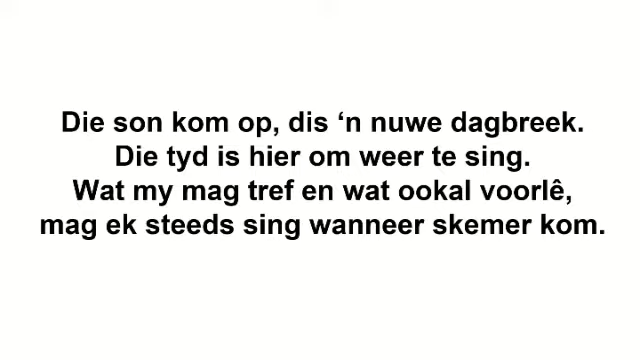 Die son kom op, dis ‘n nuwe dagbreek.
Die tyd is hier om weer te sing.
Wat my mag tref en wat ookal voorlê,
mag ek steeds sing wanneer skemer kom.